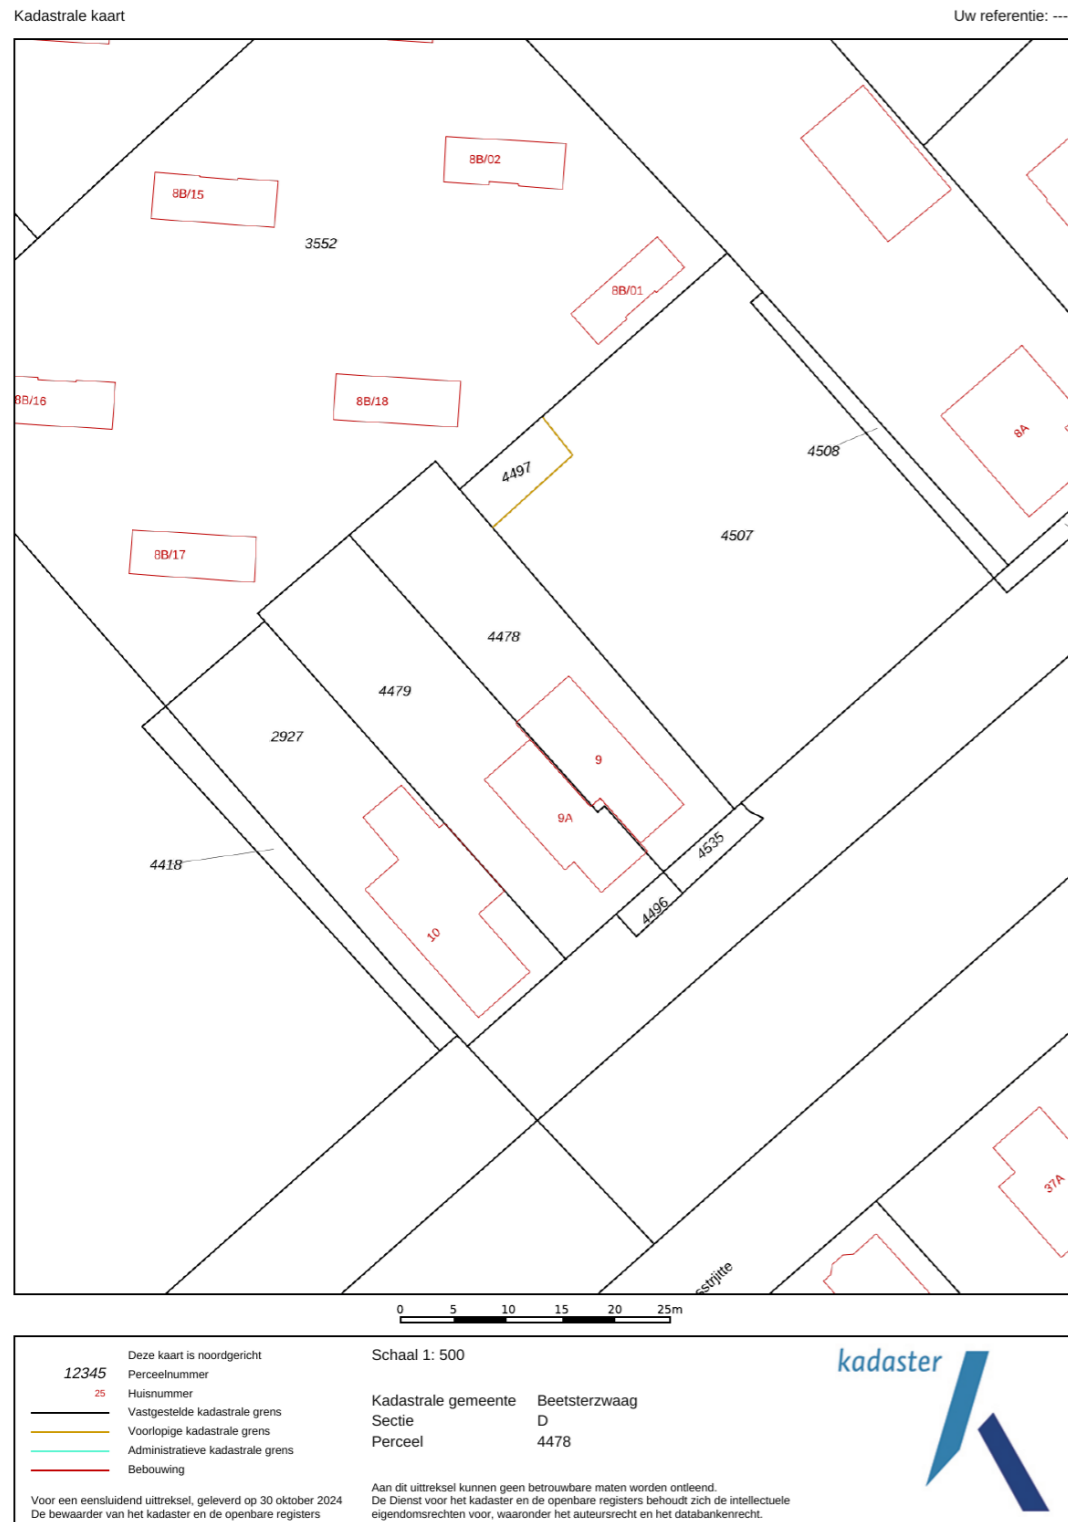 Kadastrale kaart
Uw referentie: ---
8B/02
8B/15
3552
8B/01
8B/16
8B/18
8A
4508
4497
4507
8B/17
4478
4479
2927
9
9A
4535
4418
4496
10
37A
0 5 10 15 20 25m
Deze kaart is noordgericht
12345 Perceelnummer
25 Huisnummer
Vastgestelde kadastrale grens
Voorlopige kadastrale grens
Administratieve kadastrale grens
Bebouwing
Voor een eensluidend uittreksel, geleverd op 30 oktober 2024
De bewaarder van het kadaster en de openbare registers
Schaal 1: 500
Kadastrale gemeente Beetsterzwaag
Sectie D
Perceel 4478
Aan dit uittreksel kunnen geen betrouwbare maten worden ontleend.
De Dienst voor het kadaster en de openbare registers behoudt zich de intellectuele
eigendomsrechten voor, waaronder het auteursrecht en het databankenrecht.
kadaster